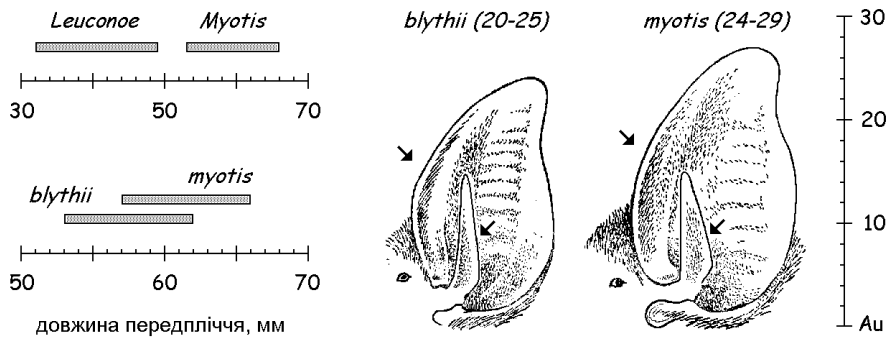 Leuconoe Myotis
30 50 70
myotis
blythii
50 60 70
довжина передпліччя, мм
blythii (20-25) myotis (24-29)
30
20
10
Au